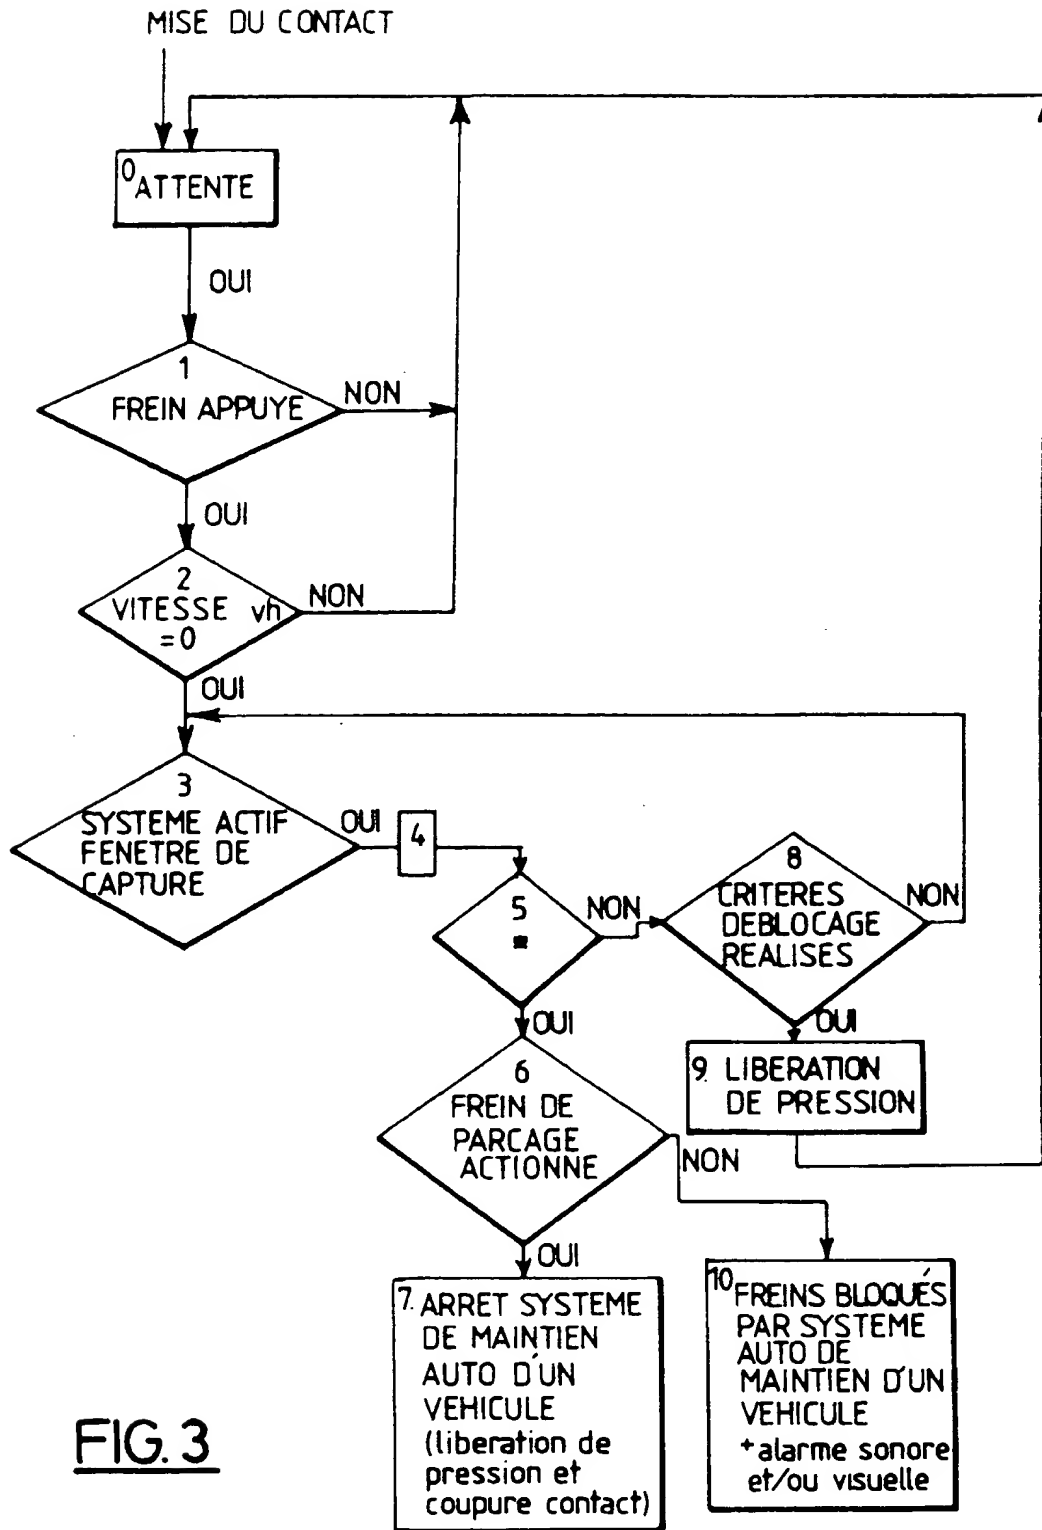 MISE DU CONTACT
0 ATTENTE
OUI
1
FREIN APPUYE
NON
OUI
2
VITESSE vh
=0
NON
OUI
3
SYSTEME ACTIF
FENETRE DE
CAPTURE
OUI
4
5
*
NON
8
CRITERES
DEBLOCAGE
REALISES
NON
OUI
OUI
9. LIBERATION
DE PRESSION
6
FREIN DE
PARCAGE
ACTIONNE
NON
OUI
7. ARRET SYSTEME
DE MAINTIEN
AUTO D'UN
VEHICULE
(liberation de
pression et
coupure contact)
10 FREINS BLOQUÉS
PAR SYSTEME
AUTO DE
MAINTIEN D'UN
VEHICULE
+alarme sonore
et/ou visuelle
FIG. 3